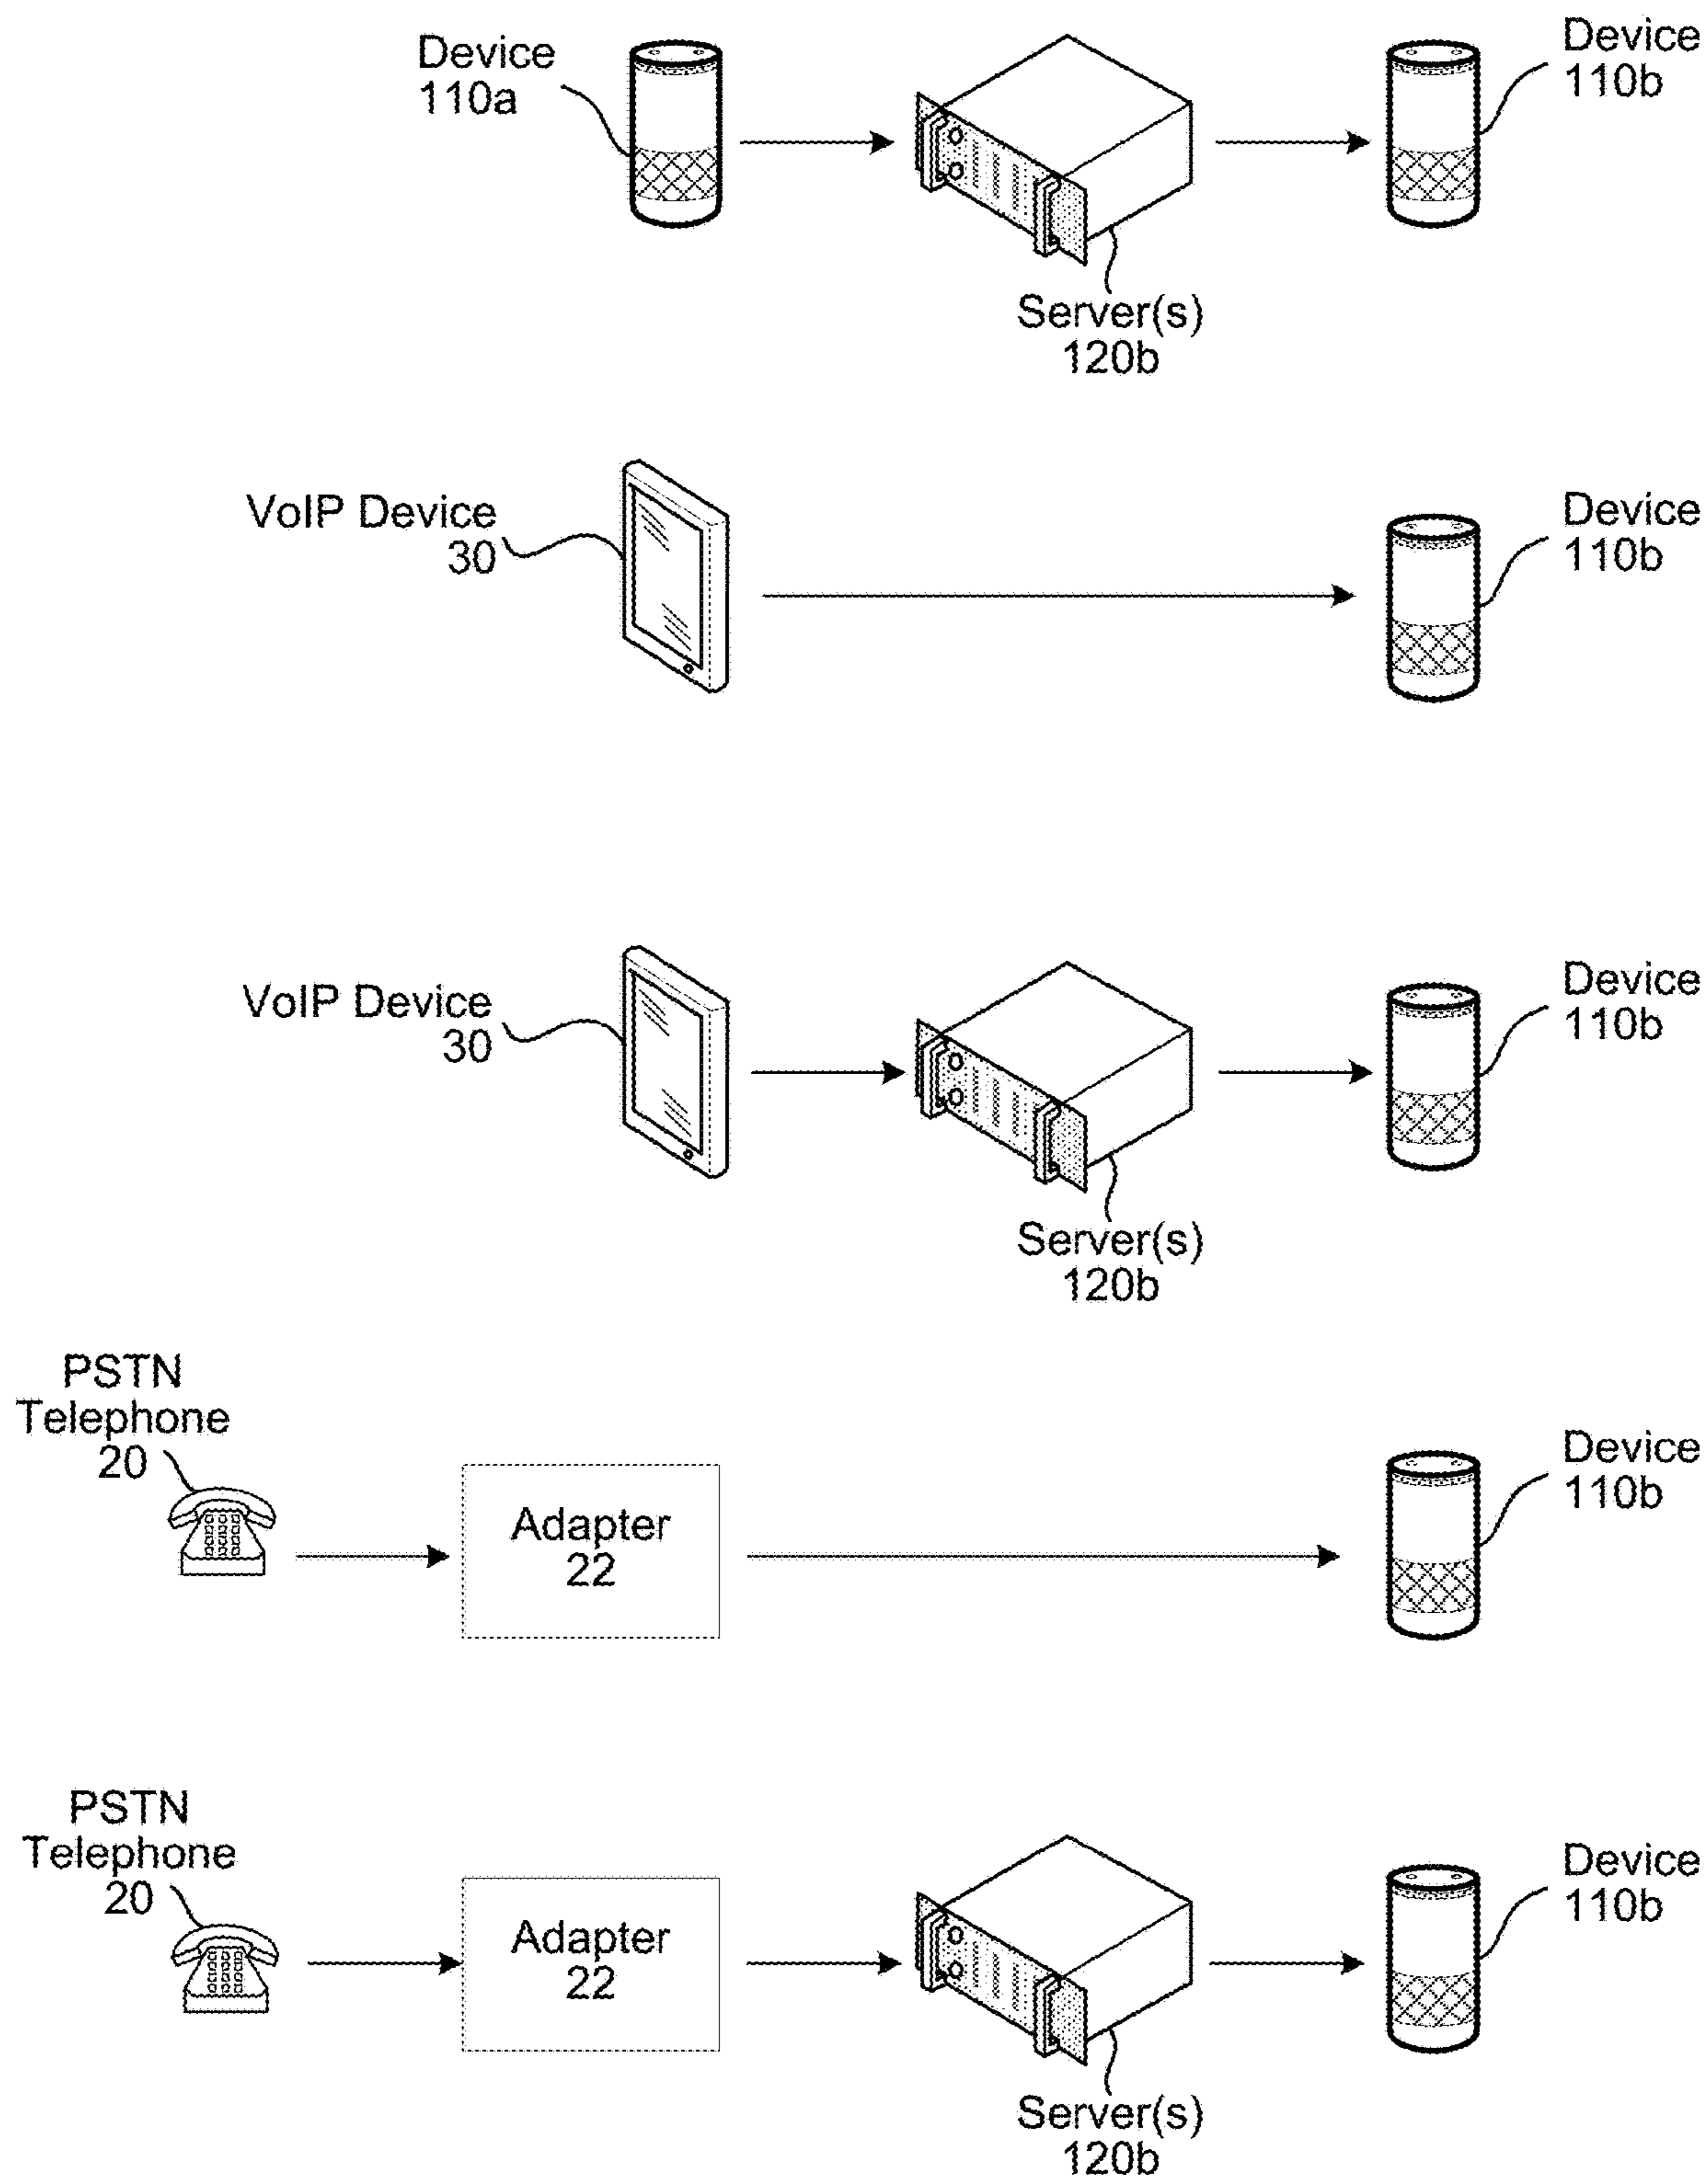 Device
110a
Device
110b
Server(s)
120b
VoIP Device
30
Device
110b
VoIP Device
30
Device
110b
Server(s)
120b
PSTN
Telephone
20
Adapter
22
Device
110b
PSTN
Telephone
20
Adapter
22
Device
110b
Server(s)
120b